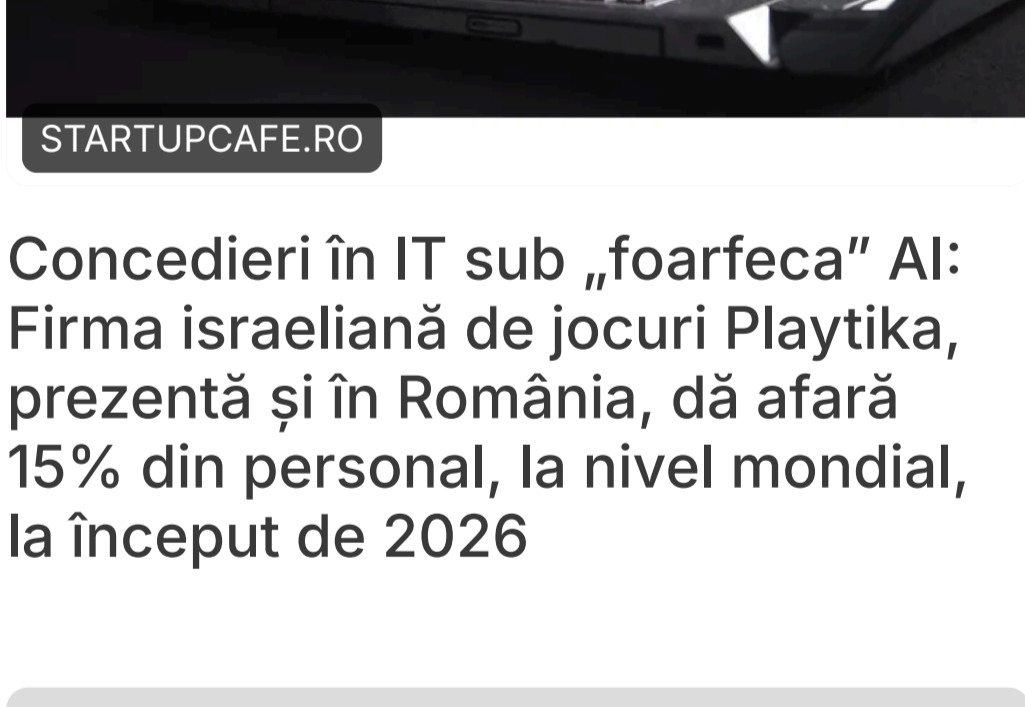 STARTUPCAFE.RO
Concedieri în IT sub „foarfeca” AI:
Firma israeliană de jocuri Playtika,
prezentă și în România, dă afară
15% din personal, la nivel mondial,
la început de 2026